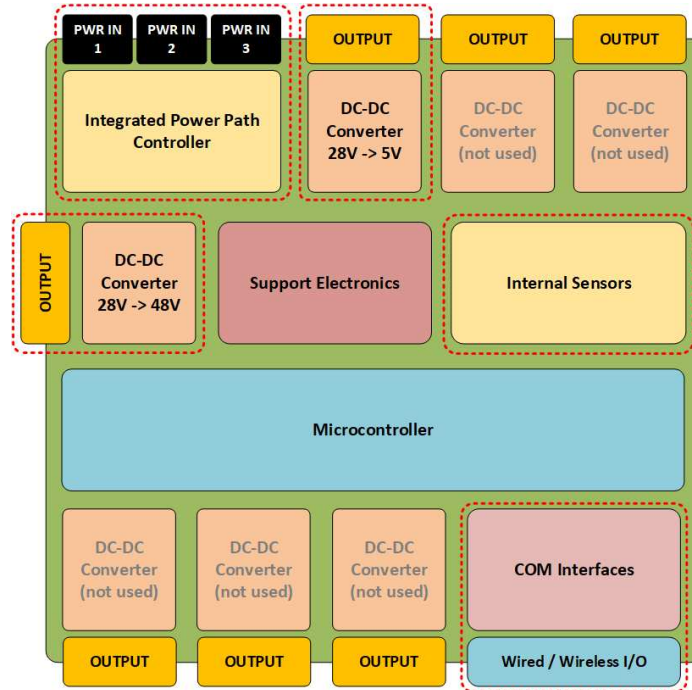 PWR IN
1
PWR IN
2
PWR IN
3
OUTPUT
OUTPUT
OUTPUT
Integrated Power Path
Controller
DC-DC
Converter
28V -> 5V
DC-DC
Converter
(not used)
DC-DC
Converter
(not used)
OUTPUT
DC-DC
Converter
28V -> 48V
Support Electronics
Internal Sensors
Microcontroller
DC-DC
Converter
(not used)
DC-DC
Converter
(not used)
DC-DC
Converter
(not used)
COM Interfaces
OUTPUT
OUTPUT
OUTPUT
Wired / Wireless I/O